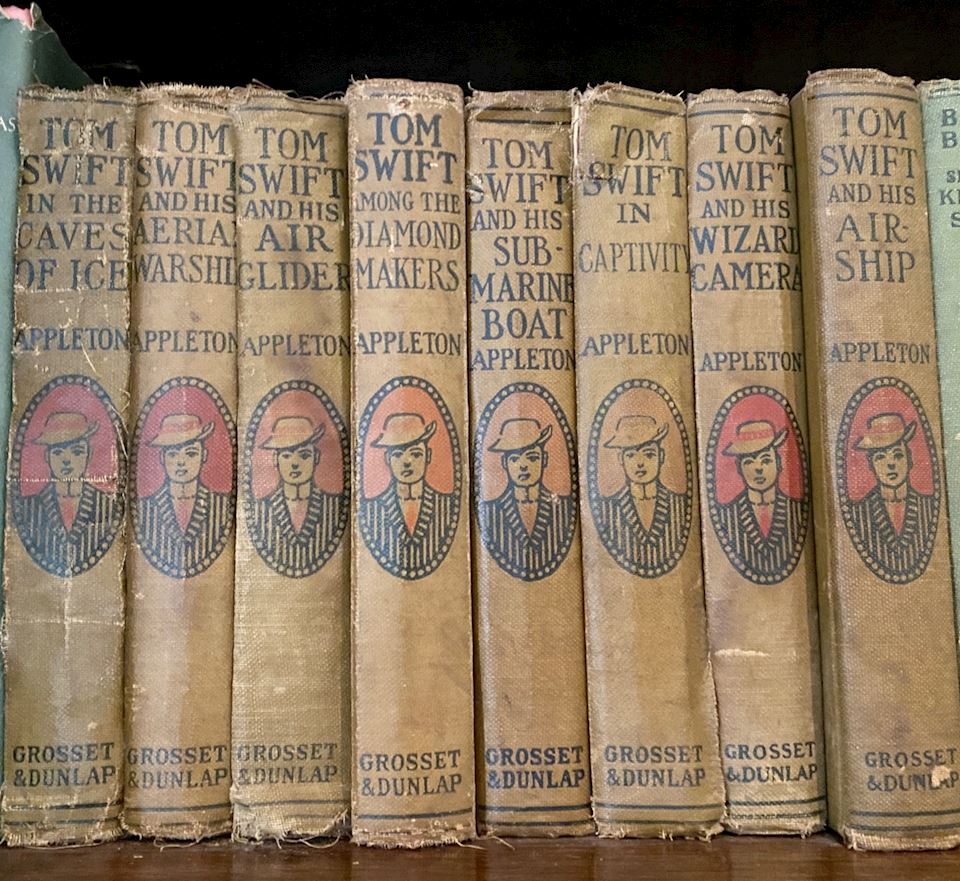 AS
TOM
SWIFT
IN THE
CAVES
OF ICE
APPLETON
GROSSET
& DUNLAP
TOM
SWIFT
AND HIS
AERIAL
WARSHIP
APPLETON
GROSSET
& DUNLAP
TOM
SWIFT
AND HIS
AIR
GLIDER
APPLETON
GROSSET
& DUNLAP
TOM
SWIFT
AMONG THE
DIAMOND
MAKERS
APPLETON
GROSSET
& DUNLAP
TOM
SWIFT
AND HIS
SUB-
MARINE
BOAT
APPLETON
GROSSET
& DUNLAP
TOM
SWIFT
IN
CAPTIVITY
APPLETON
GROSSET
& DUNLAP
TOM
SWIFT
AND HIS
WIZARD
CAMERA
APPLETON
GROSSET
& DUNLAP
TOM
SWIFT
AND HIS
AIR-
SHIP
APPLETON
GROSSET
& DUNLAP